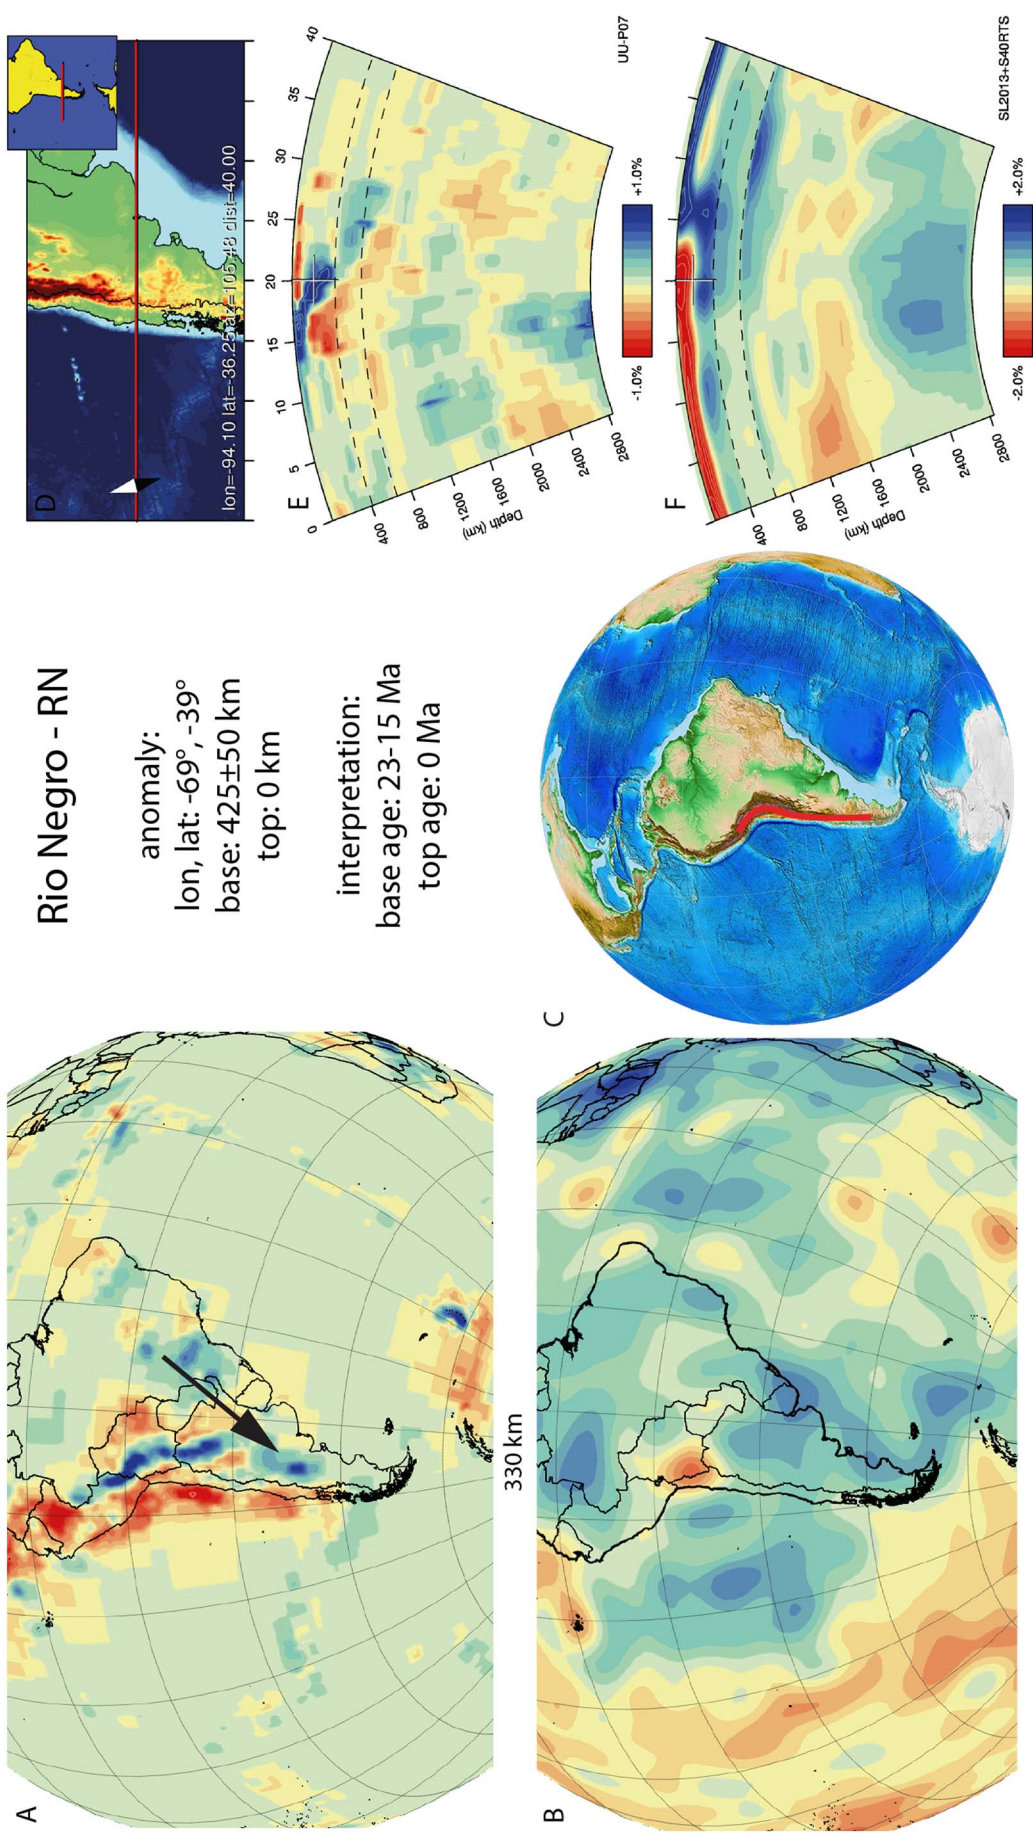 Rio Negro - RN
anomaly:
lon, lat: -69°, -39°
base: 425±50 km
top: 0 km
interpretation:
base age: 23-15 Ma
top age: 0 Ma
A
330 km
B
C
D
lon=-94.10 lat=-36.25 az=105.48 dist=40.00
E
0
5
10
15
20
25
30
35
40
400
800
1200
1600
2000
2400
2800
Depth (km)
-1.0%
+1.0%
UU-P07
F
400
800
1200
1600
2000
2400
2800
Depth (km)
-2.0%
+2.0%
SL2013+S40RTS